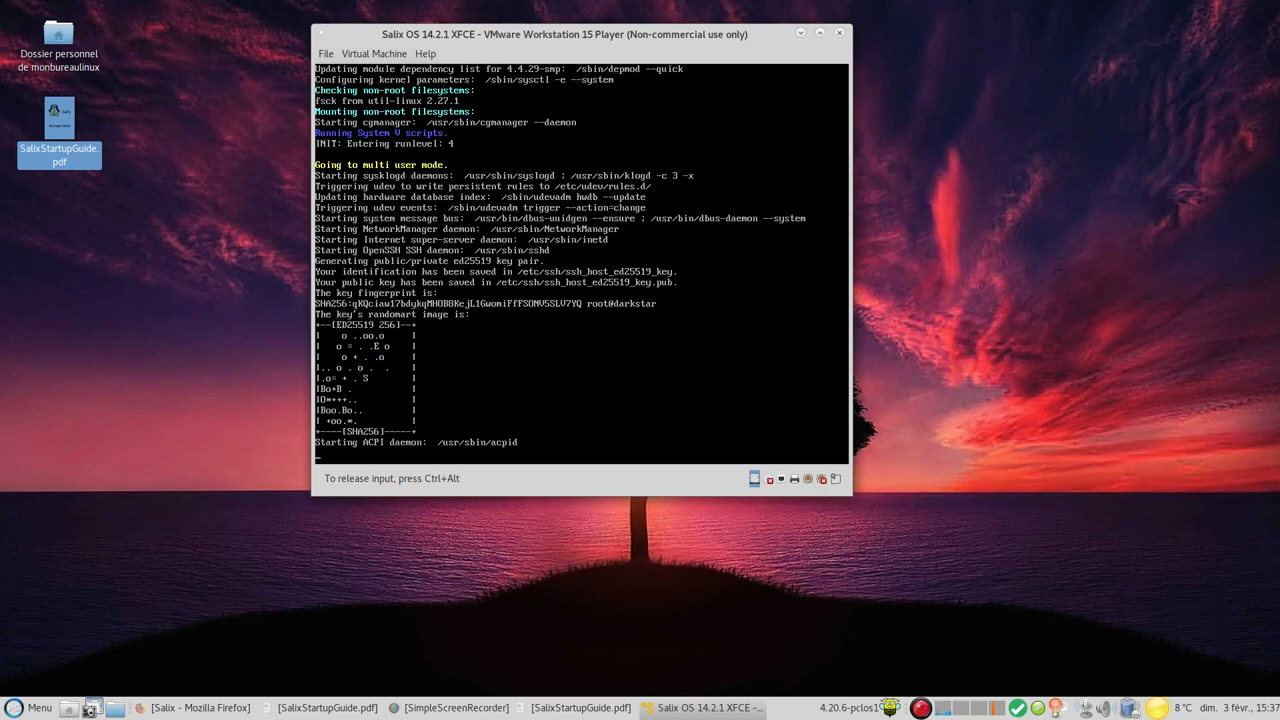 Dossier personnel
de monbureaulinux
SalixStartupGuide.
pdf
Salix OS 14.2.1 XFCE - VMware Workstation 15 Player (Non-commercial use only)
File Virtual Machine Help
Updating module dependency list for 4.4.29-smp: /sbin/depmod --quick
Configuring kernel parameters: /sbin/sysctl -e --system
Checking non-root filesystems:
fsck from util-linux 2.27.1
Mounting non-root filesystems:
Starting cgmanager: /usr/sbin/cgmanager --daemon
Running System V scripts.
INIT: Entering runlevel: 4
Going to multi user mode.
Starting sysklogd daemons: /usr/sbin/syslogd ; /usr/sbin/klogd -c 3 -x
Triggering udev to write persistent rules to /etc/udev/rules.d/
Updating hardware database index: /sbin/udevadm hwdb --update
Triggering udev events: /sbin/udevadm trigger --action=change
Starting system message bus: /usr/bin/dbus-uuidgen --ensure ; /usr/bin/dbus-daemon --system
Starting NetworkManager daemon: /usr/sbin/NetworkManager
Starting Internet super-server daemon: /usr/sbin/inetd
Starting OpenSSH SSH daemon: /usr/sbin/sshd
Generating public/private ed25519 key pair.
Your identification has been saved in /etc/ssh/ssh_host_ed25519_key.
Your public key has been saved in /etc/ssh/ssh_host_ed25519_key.pub.
The key fingerprint is:
root@darkstar
The key's randomart image is:
+--[ED25519 256]--+
| o ..oo.o |
| o = . .E o |
| o + . .o |
|.. o . o . . |
|.o= + . S |
|Bo+B . |
|O*+++.. |
|Boo.Bo.. |
| +oo.*. |
+----[SHA256]-----+
Starting ACPI daemon: /usr/sbin/acpid
To release input, press Ctrl+Alt
Menu [Salix - Mozilla Firefox] [SalixStartupGuide.pdf] [SimpleScreenRecorder] [SalixStartupGuide.pdf] Salix OS 14.2.1 XFCE –... 4.20.6-pclos1 8 °C dim. 3 févr., 15:37